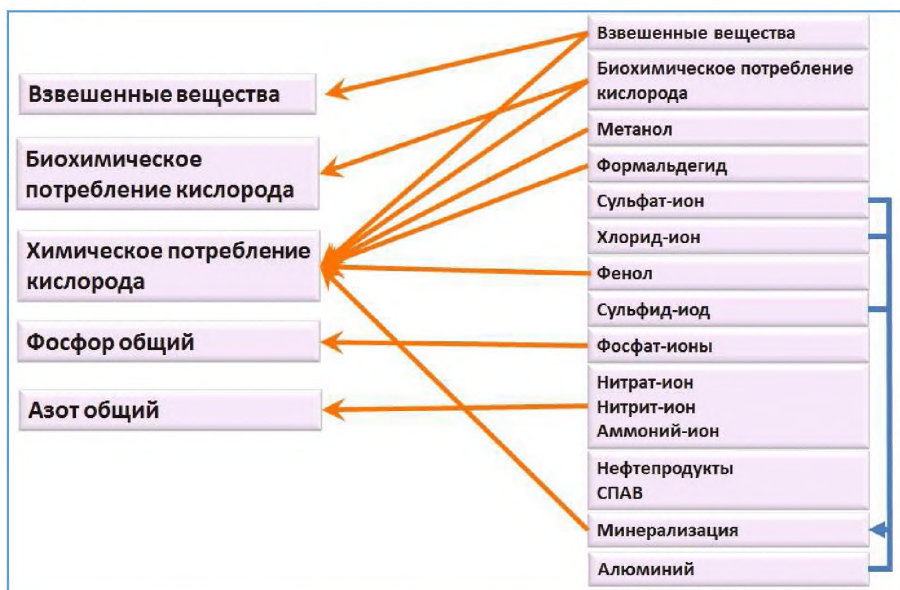 Взвешенные вещества
Биохимическое
потребление кислорода
Химическое потребление
кислорода
Фосфор общий
Азот общий
Взвешенные вещества
Биохимическое потребление
кислорода
Метанол
Формальдегид
Сульфат-ион
Хлорид-ион
Фенол
Сульфид-иод
Фосфат-ионы
Нитрат-ион
Нитрит-ион
Аммоний-ион
Нефтепродукты
СПАВ
Минерализация
Алюминий